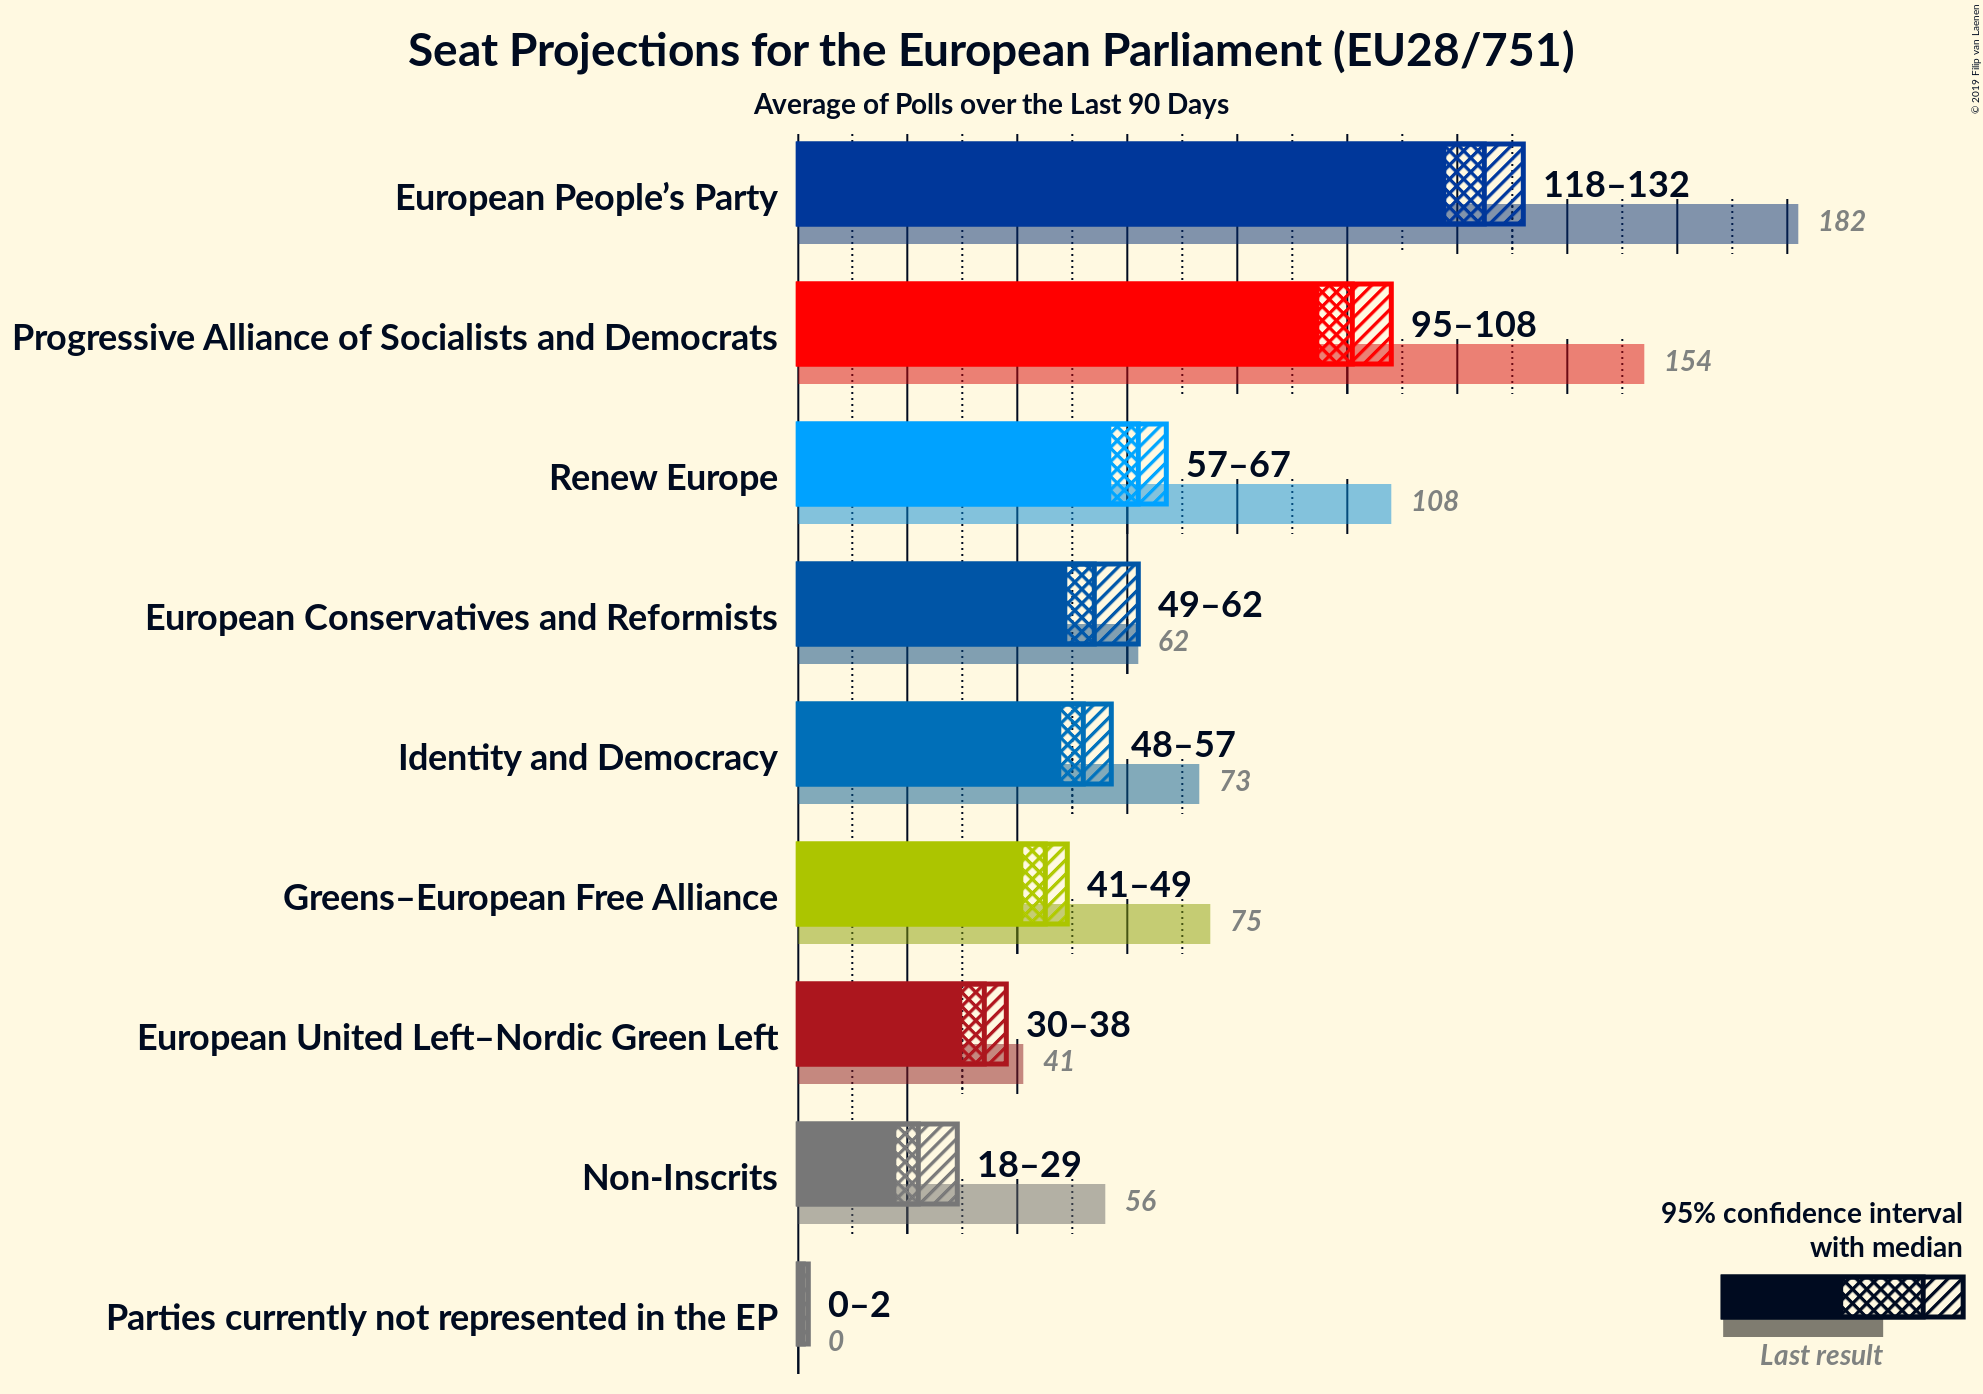 Seat Projections for the European Parliament (EU28/751)
Average of Polls over the Last 90 Days
© 2019 Filip van Laenen
European People’s Party
118–132
182
Progressive Alliance of Socialists and Democrats
95–108
154
Renew Europe
57–67
108
European Conservatives and Reformists
49–62
62
Identity and Democracy
48–57
73
Greens–European Free Alliance
41–49
75
European United Left–Nordic Green Left
30–38
41
Non-Inscrits
18–29
56
Parties currently not represented in the EP
0–2
0
95% confidence interval
with median
Last result